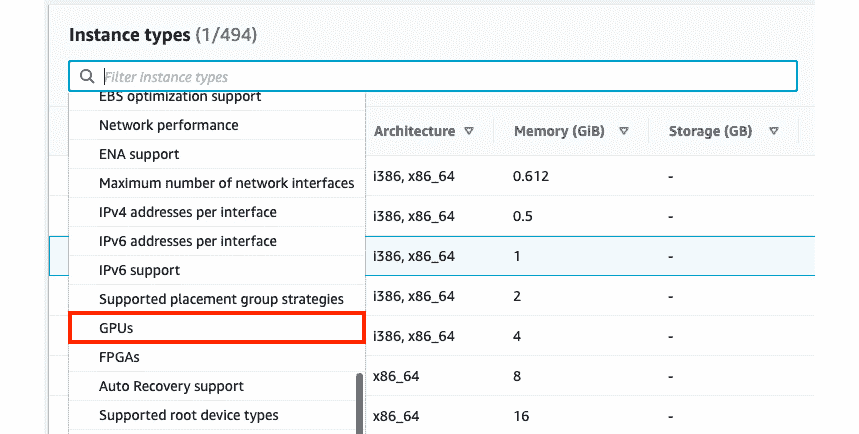 Instance types (1/494)
Filter instance types
EBS optimization support
Network performance
ENA support
Maximum number of network interfaces
IPv4 addresses per interface
IPv6 addresses per interface
IPv6 support
Supported placement group strategies
GPUs
FPGAs
Auto Recovery support
Supported root device types
Architecture Memory (GiB) Storage (GB)
i386, x86_64 0.612 -
i386, x86_64 0.5 -
i386, x86_64 1 -
i386, x86_64 2 -
i386, x86_64 4 -
x86_64 8 -
x86_64 16 -